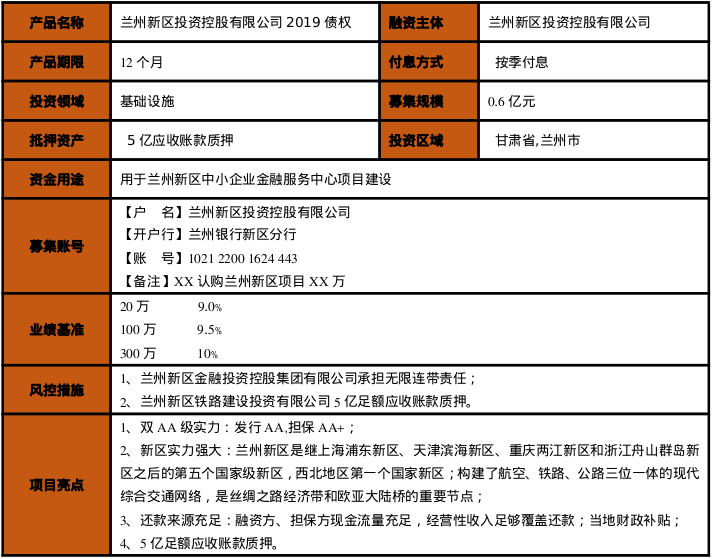 产品名称 兰州新区投资控股有限公司 2019 债权 融资主体 兰州新区投资控股有限公司
产品期限 12 个月 付息方式 按季付息
投资领域 基础设施 募集规模 0.6 亿元
抵押资产 5 亿应收账款质押 投资区域 甘肃省,兰州市
资金用途 用于兰州新区中小企业金融服务中心项目建设
募集账号
【户 名】兰州新区投资控股有限公司
【开户行】兰州银行新区分行
【账 号】1021 2200 1624 443
【备注】XX 认购兰州新区项目 XX 万
业绩基准
20 万 9.0%
100 万 9.5%
300 万 10%
风控措施
1、兰州新区金融投资控股集团有限公司承担无限连带责任；
2、兰州新区铁路建设投资有限公司 5 亿足额应收账款质押。
项目亮点
1、双 AA 级实力：发行 AA,担保 AA+；
2、新区实力强大：兰州新区是继上海浦东新区、天津滨海新区、重庆两江新区和浙江舟山群岛新
区之后的第五个国家级新区，西北地区第一个国家新区；构建了航空、铁路、公路三位一体的现代
综合交通网络，是丝绸之路经济带和欧亚大陆桥的重要节点；
3、还款来源充足：融资方、担保方现金流量充足，经营性收入足够覆盖还款；当地财政补贴；
4、5 亿足额应收账款质押。